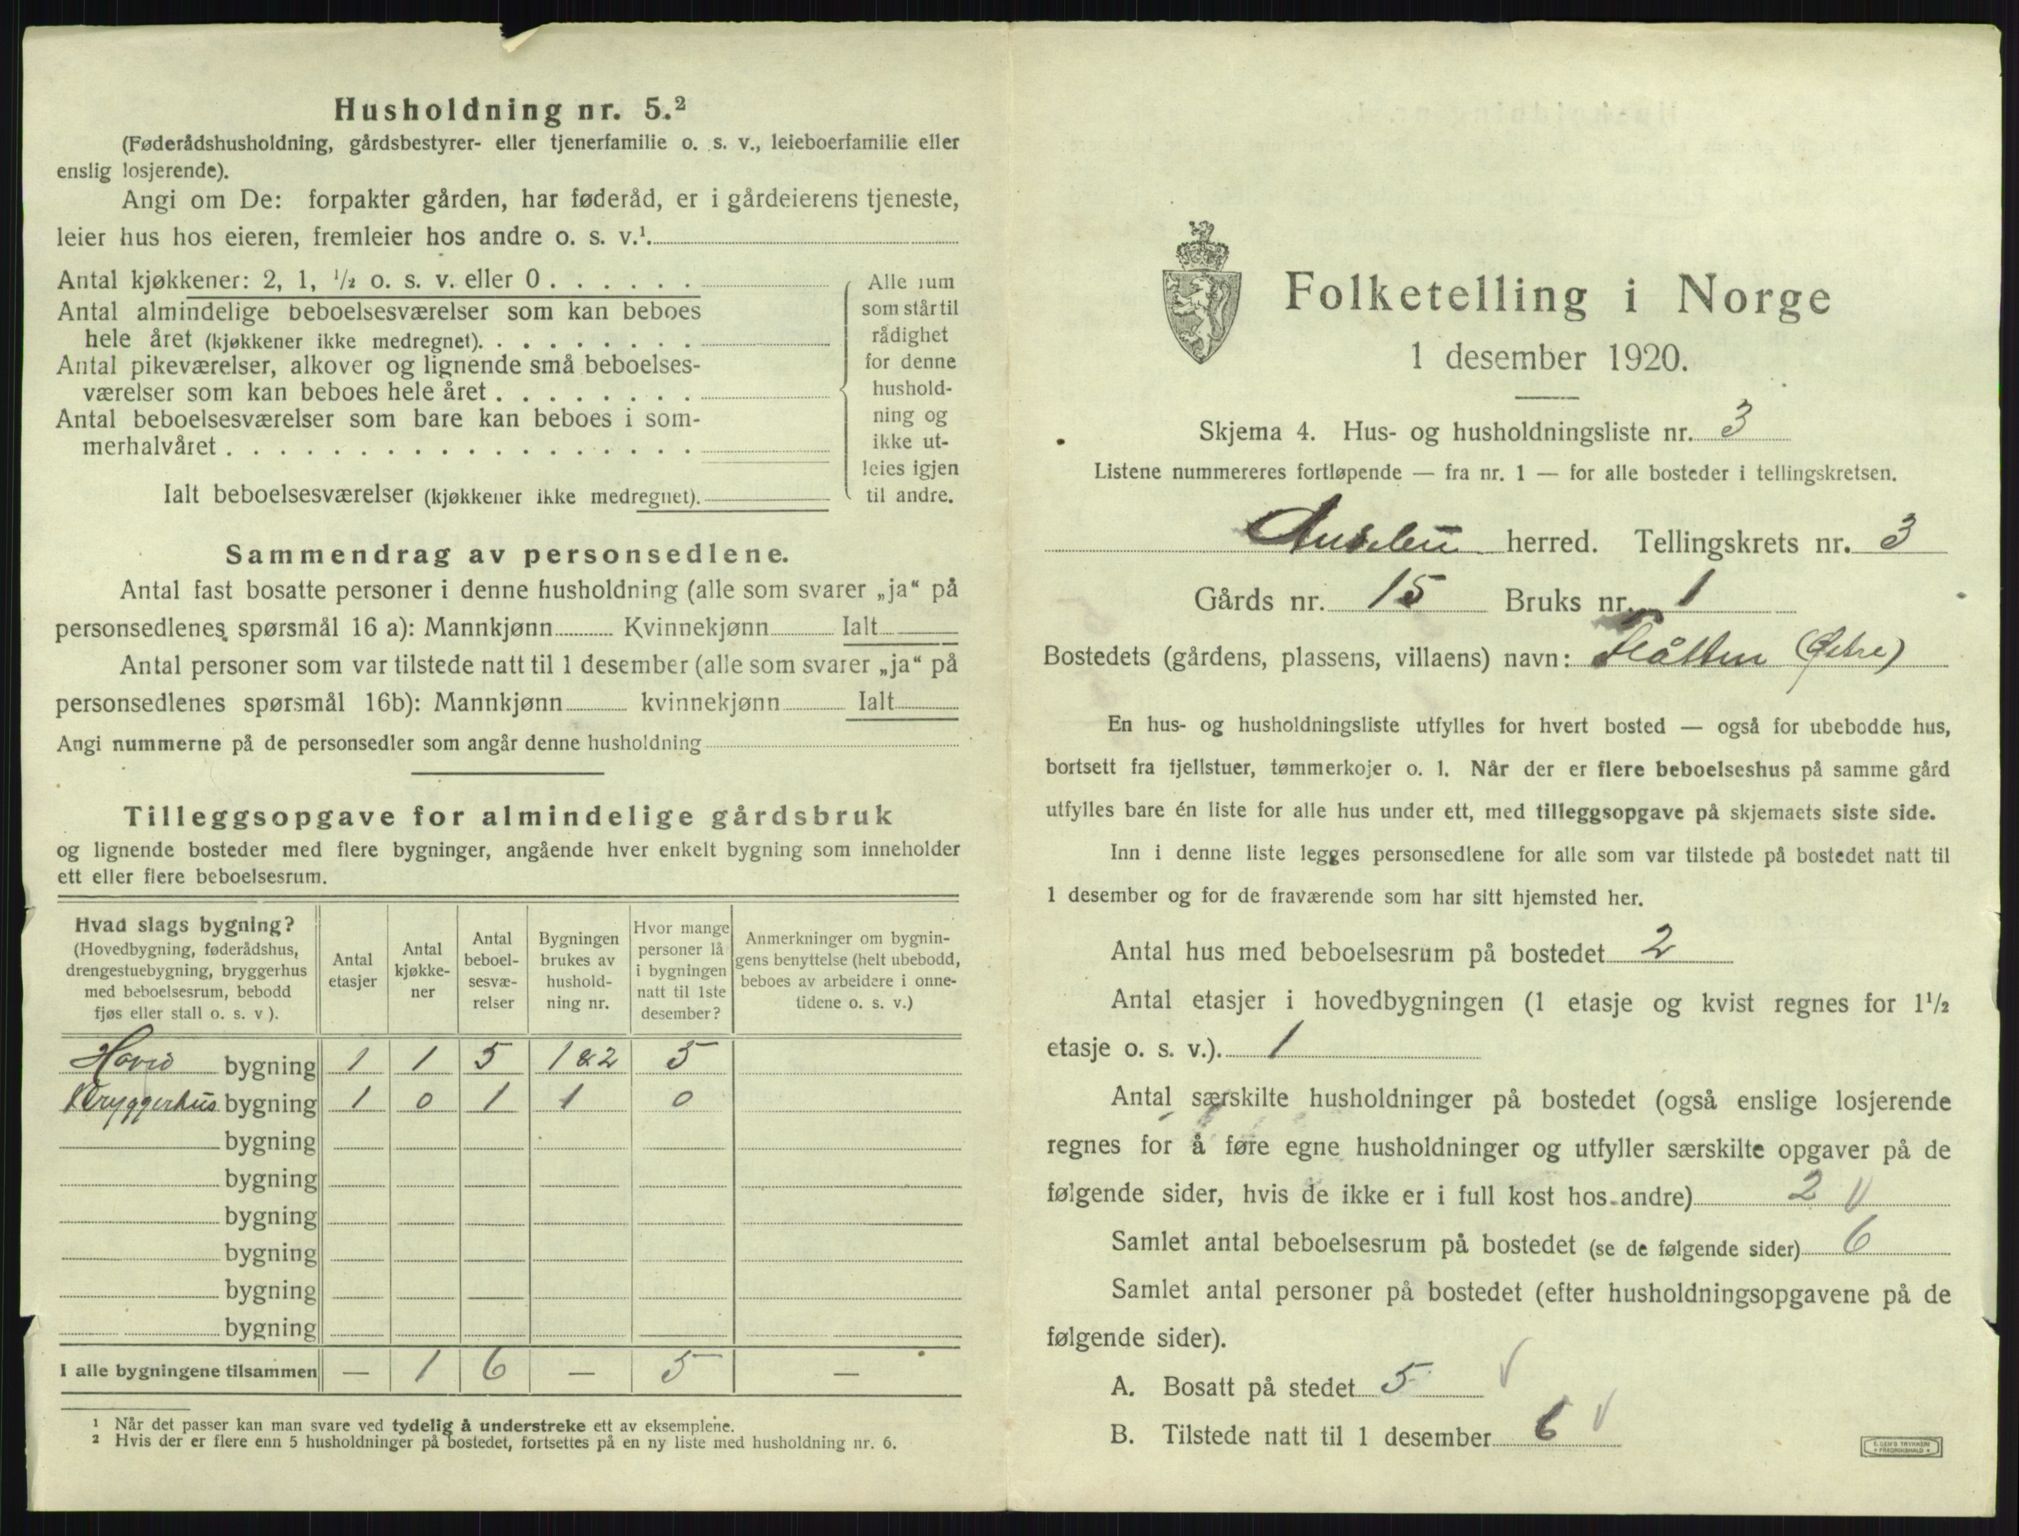 Husholdning nr. 5.²
(Føderådshusholdning, gårdsbestyrer- eller tjenerfamilie o. s. v., leieboerfamilie eller
enslig losjerende).
Angi om De: forpakter gården, har føderåd, er i gårdeierens tjeneste,
leier hus hos eieren, fremleier hos andre o. s. v.¹
Antal kjøkkener: 2, 1, ½ o. s. v. eller 0
Antal almindelige beboelsesværelser som kan beboes
hele året (kjøkkener ikke medregnet).
Antal pikeværelser, alkover og lignende små beboelses-
værelser som kan beboes hele året
Antal beboelsesværelser som bare kan beboes i som-
merhalvåret
Ialt beboelsesværelser (kjøkkener ikke medregnet).
Alle rum
som står til
rådighet
for denne
hushold-
ning og
ikke ut-
leies igjen
til andre.
Sammendrag av personsedlene.
Antal fast bosatte personer i denne husholdning (alle som svarer „ja“ på
personsedlenes spørsmål 16 a): Mannkjønn Kvinnekjønn Ialt
Antal personer som var tilstede natt til 1 desember (alle som svarer „ja“ på
personsedlenes spørsmål 16b): Mannkjønn kvinnekjønn Ialt
Angi nummerne på de personsedler som angår denne husholdning
Tilleggsopgave for almindelige gårdsbruk
og lignende bosteder med flere bygninger, angående hver enkelt bygning som inneholder
ett eller flere beboelsesrum.
Hvad slags bygning?
(Hovedbygning, føderådshus,
drengestuebygning, bryggerhus
med beboelsesrum, bebodd
fjøs eller stall o. s. v ).
Antal
etasjer
Antal
kjøkke-
ner
Antal
beboel-
sesvæ-
relser
Bygningen
brukes av
hushold-
ning nr.
Hvor mange
personer lå
i bygningen
natt til 1ste
desember?
Anmerkninger om bygnin-
gens benyttelse (helt ubebodd,
beboes av arbeidere i onne-
tidene o. s. v.)
Hoved bygning 1 1 5 1&2 5
Bryggerhus bygning 1 0 1 1 0
bygning
bygning
bygning
bygning
bygning
bygning
I alle bygningene tilsammen — 1 6 — 5 —
¹ Når det passer kan man svare ved tydelig å understreke ett av eksemplene.
² Hvis der er flere enn 5 husholdninger på bostedet, fortsettes på en ny liste med husholdning nr. 6.
Folketelling i Norge
1 desember 1920.
Skjema 4. Hus- og husholdningsliste nr. 3
Listene nummereres fortløpende — fra nr. 1 — for alle bosteder i tellingskretsen.
Andebu herred. Tellingskrets nr. 3
Gårds nr. 15 Bruks nr. 1
Bostedets (gårdens, plassens, villaens) navn: Flåtten (Østre)
En hus- og husholdningsliste utfylles for hvert bosted — også for ubebodde hus,
bortsett fra fjellstuer, tømmerkojer o. l. Når der er flere beboelseshus på samme gård
utfylles bare én liste for alle hus under ett, med tilleggsopgave på skjemaets siste side.
Inn i denne liste legges personsedlene for alle som var tilstede på bostedet natt til
1 desember og for de fraværende som har sitt hjemsted her.
Antal hus med beboelsesrum på bostedet 2
Antal etasjer i hovedbygningen (1 etasje og kvist regnes for 1½
etasje o. s. v.). 1
Antal særskilte husholdninger på bostedet (også enslige losjerende
regnes for å føre egne husholdninger og utfyller særskilte opgaver på de
følgende sider, hvis de ikke er i full kost hos andre) 2
Samlet antal beboelsesrum på bostedet (se de følgende sider) 6
Samlet antal personer på bostedet (efter husholdningsopgavene på de
følgende sider).
A. Bosatt på stedet 5
B. Tilstede natt til 1 desember 6